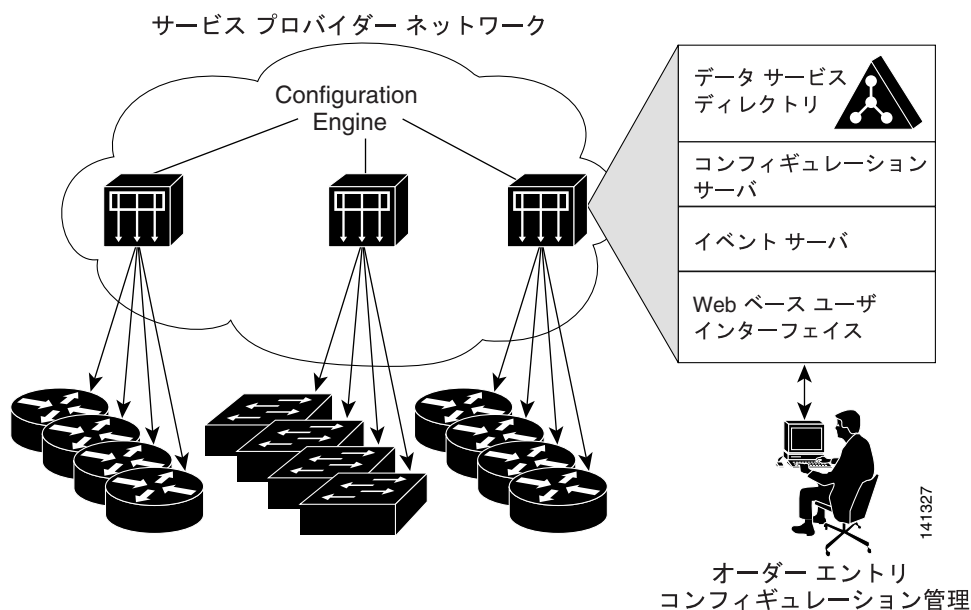 サービス プロバイダー ネットワーク
Configuration
Engine
データ サービス
ディレクトリ
コンフィギュレーション
サーバ
イベント サーバ
Web ベース ユーザ
インターフェイス
141327
オーダー エントリ
コンフィギュレーション管理